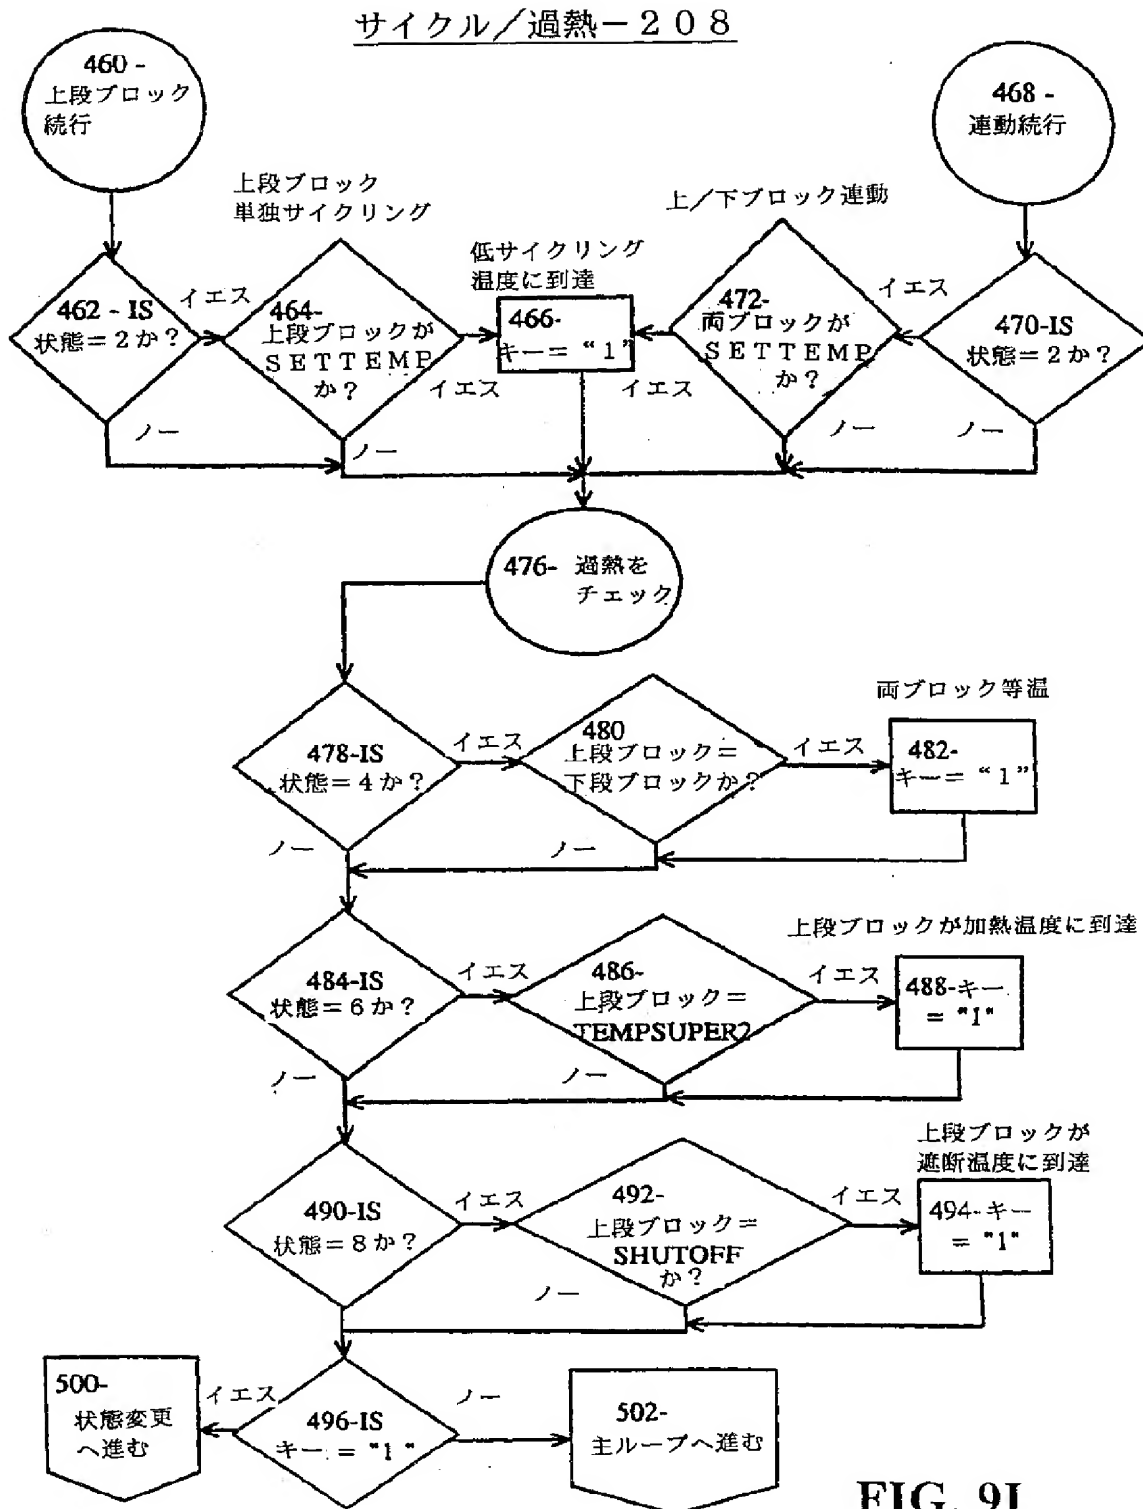 サイクル／過熱－２０８
460 -
上段ブロック
続行
468 -
連動続行
上段ブロック
単独サイクリング
上／下ブロック連動
低サイクリング
温度に到達
462 - IS
状態＝２か？
イエス
464-
上段ブロックが
ＳＥＴＴＥＭＰ
か？
イエス
466-
キー＝“1”
472-
両ブロックが
ＳＥＴＴＥＭＰ
か？
イエス
イエス
470-IS
状態＝２か？
ノー
ノー
ノー
ノー
476- 過熱を
チェック
478-IS
状態＝４か？
イエス
480
上段ブロック＝
下段ブロックか？
イエス
両ブロック等温
482-
キー＝“1”
ノー
ノー
484-IS
状態＝６か？
イエス
486-
上段ブロック＝
TEMPSUPER2
イエス
上段ブロックが加熱温度に到達
488-キー
＝ "1"
ノー
ノー
490-IS
状態＝８か？
イエス
492-
上段ブロック＝
SHUTOFF
か？
イエス
上段ブロックが
遮断温度に到達
494-キー
＝ "1"
ノー
500-
状態変更
へ進む
イエス
496-IS
キー＝ "1"
ノー
502-
主ループへ進む
FIG. 9I